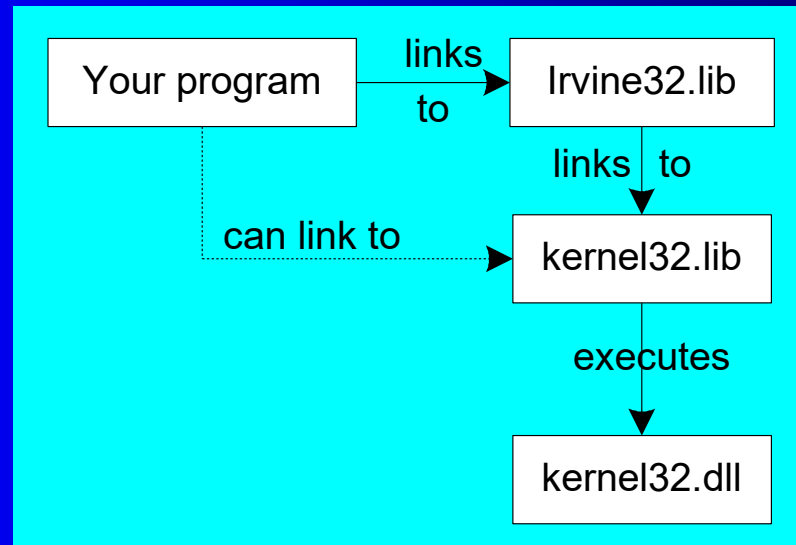 Your program
links
to
Irvine32.lib
links to
can link to
kernel32.lib
executes
kernel32.dll